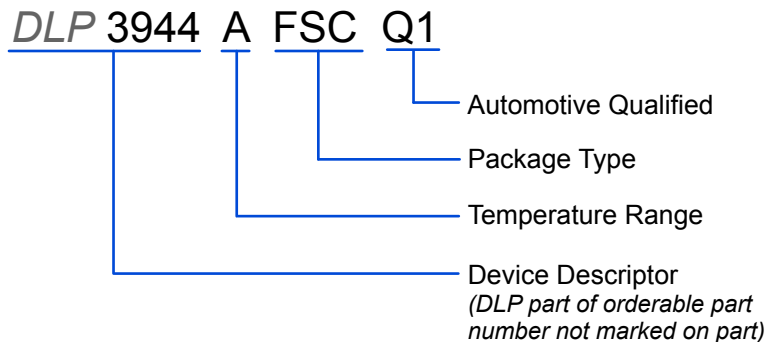 DLP 3944 A FSC Q1
Automotive Qualified
Package Type
Temperature Range
Device Descriptor
(DLP part of orderable part
number not marked on part)